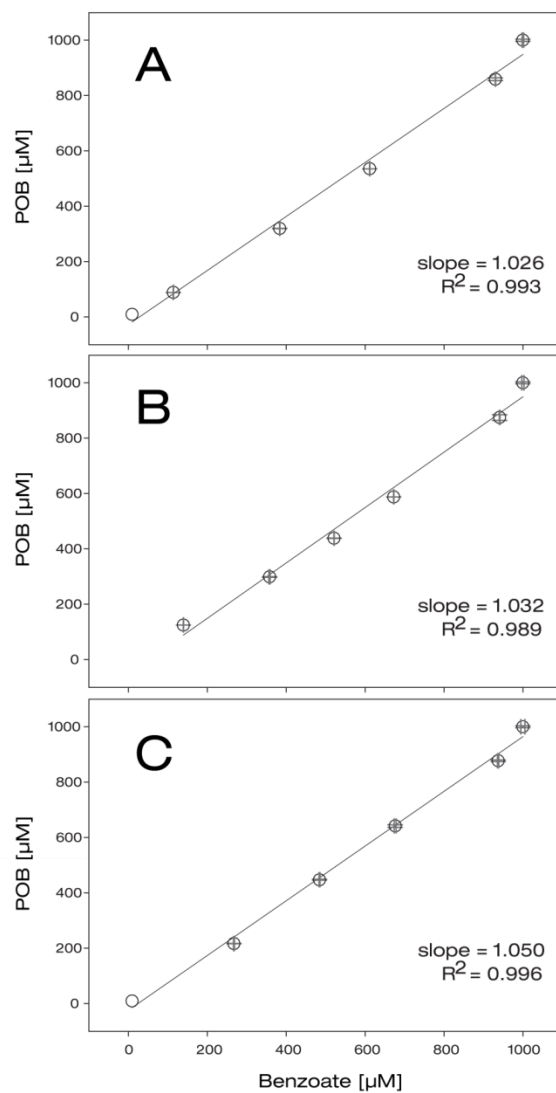 1000
A
800
POB [µM]
600
400
slope = 1.026
200
R2 = 0.993
0
1000
B
800
POB [µM]
600
400
slope = 1.032
200
R2 = 0.989
0
1000
C
800
POB [µM]
600
400
slope = 1.050
200
R2 = 0.996
0
0 200 400 600 800 1000
Benzoate [µM]